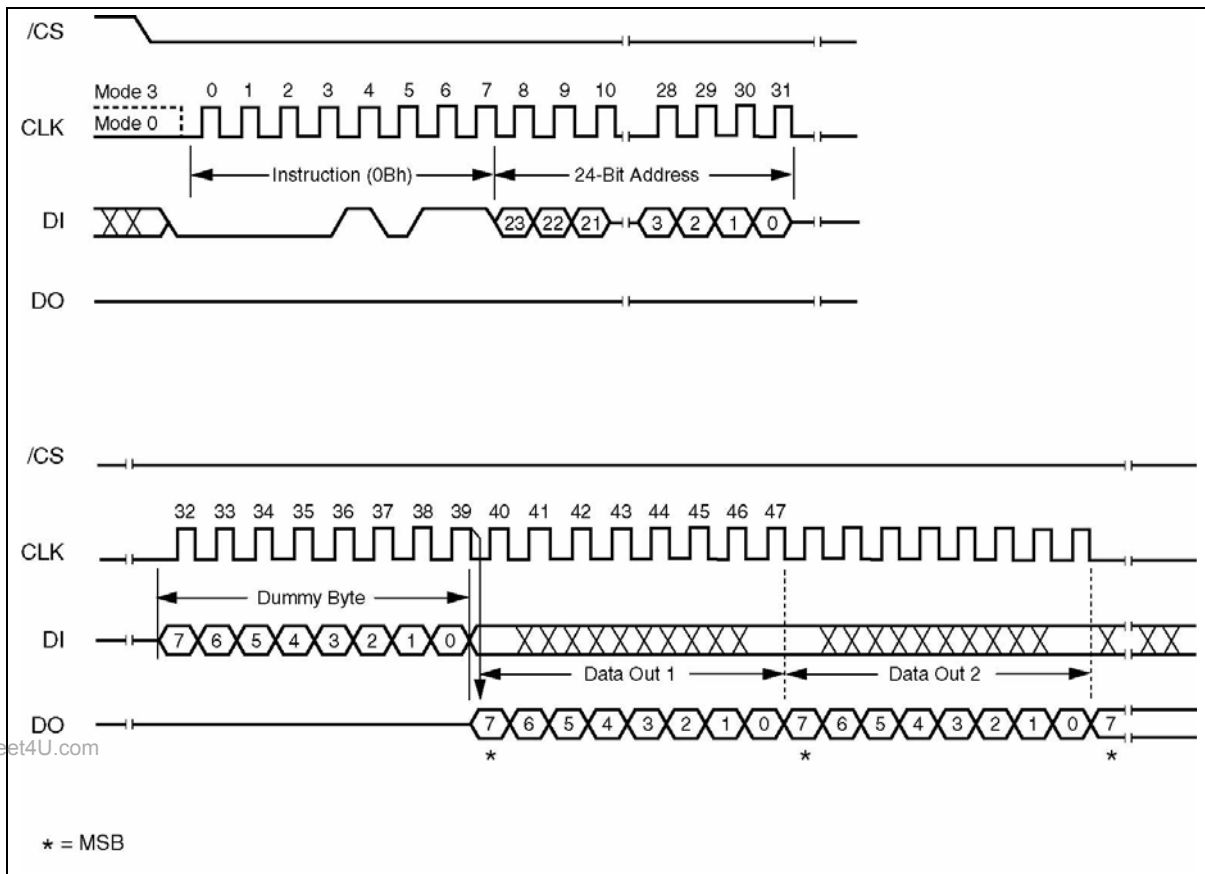 /CS
Mode 3
0 1 2 3 4 5 6 7 8 9 10 28 29 30 31
CLK
Mode 0
Instruction (0Bh) 24-Bit Address
DI 23 22 21 3 2 1 0
DO
/CS
32 33 34 35 36 37 38 39 40 41 42 43 44 45 46 47
CLK
Dummy Byte
DI 7 6 5 4 3 2 1 0
Data Out 1 Data Out 2
DO 7 6 5 4 3 2 1 0 7 6 5 4 3 2 1 0 7
et4U.com
* * *
* = MSB